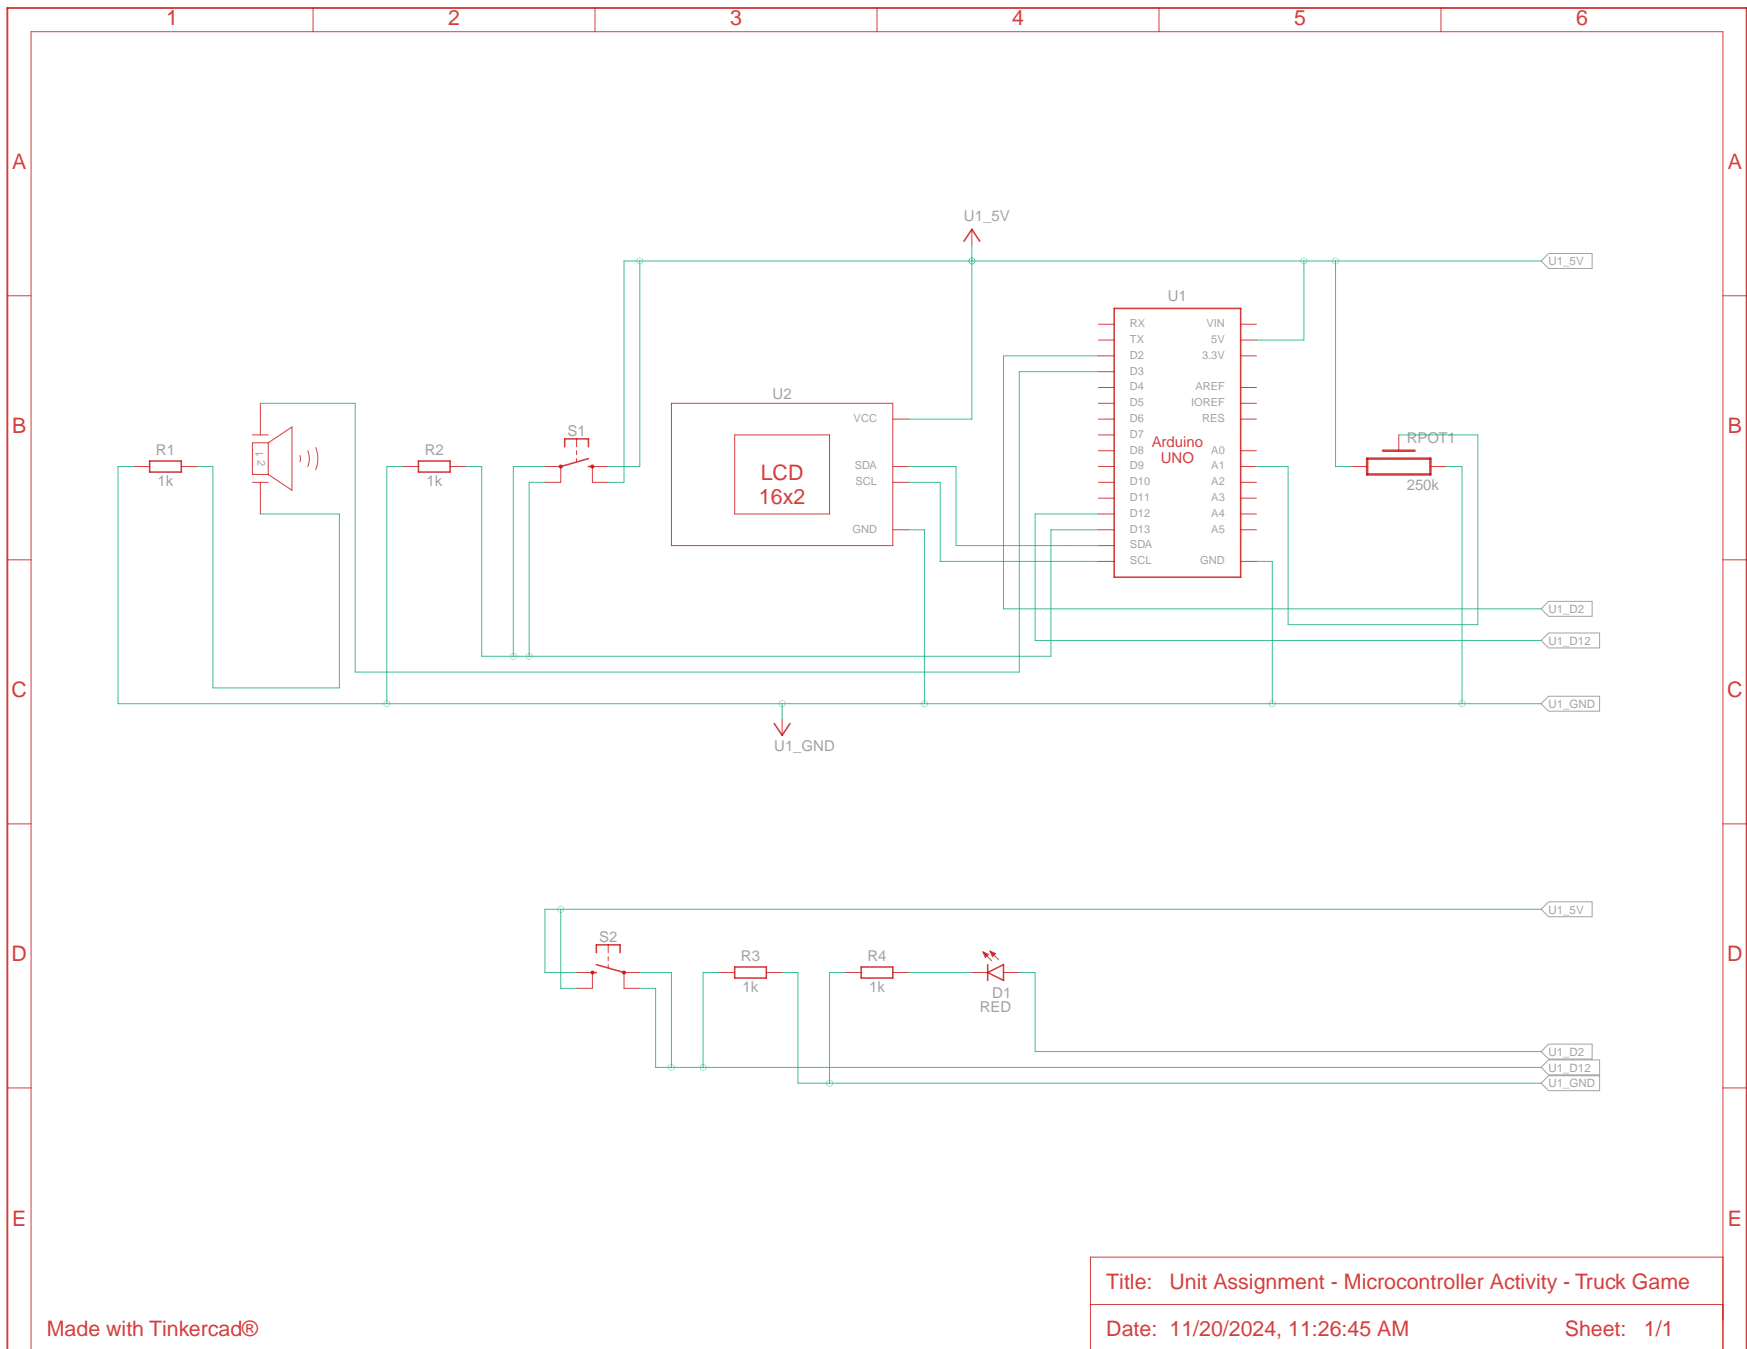 1 2 3 4 5 6
A A
U1_5V
U1_5V
U1
RX VIN
TX 5V
D2 3.3V
D3
D4 AREF
D5 IOREF
D6 RES
D7
D8 A0
D9 A1
D10 A2
D11 A3
D12 A4
D13 A5
SDA
SCL GND
Arduino
UNO
U2
VCC
SDA
SCL
GND
LCD
16x2
B B
S1
RPOT1
250k
R1
1k
1 2
R2
1k
U1_D2
U1_D12
C C
U1_GND
U1_GND
U1_5V
D D
S2
R3
1k
R4
1k
D1
RED
U1_D2
U1_D12
U1_GND
E E
Title: Unit Assignment - Microcontroller Activity - Truck Game
Made with Tinkercad®
Date: 11/20/2024, 11:26:45 AM Sheet: 1/1